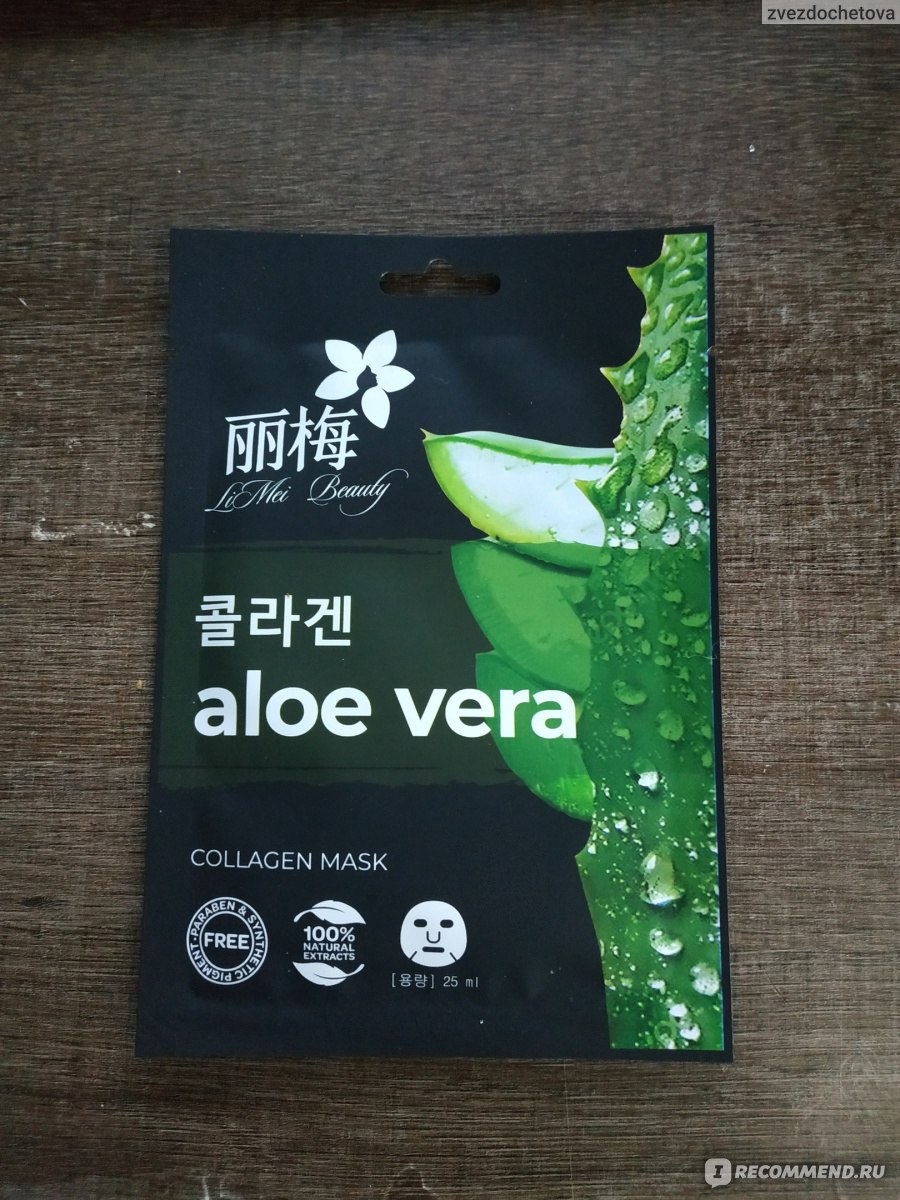 zvezdochetova
丽梅
LiMei Beauty
콜라겐
aloe vera
COLLAGEN MASK
PARABEN & SYNTHETIC PIGMENT
FREE
100%
NATURAL
EXTRACTS
[용량] 25 ml
I RECOMMEND.RU